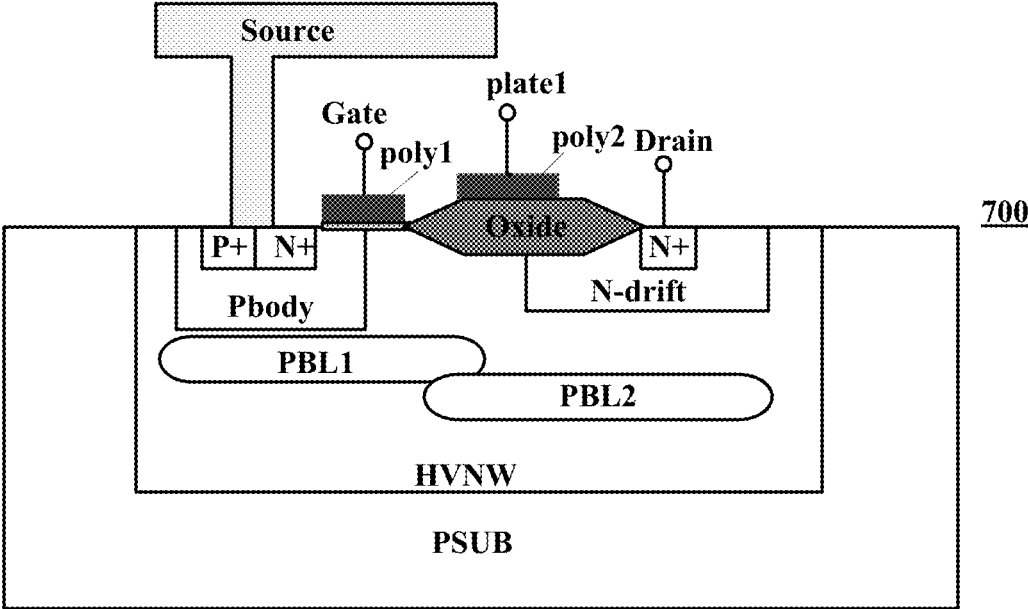 Source
plate1
Gate
poly1
poly2
Drain
700
P+
N+
Oxide
N+
Pbody
N-drift
PBL1
PBL2
HVNW
PSUB